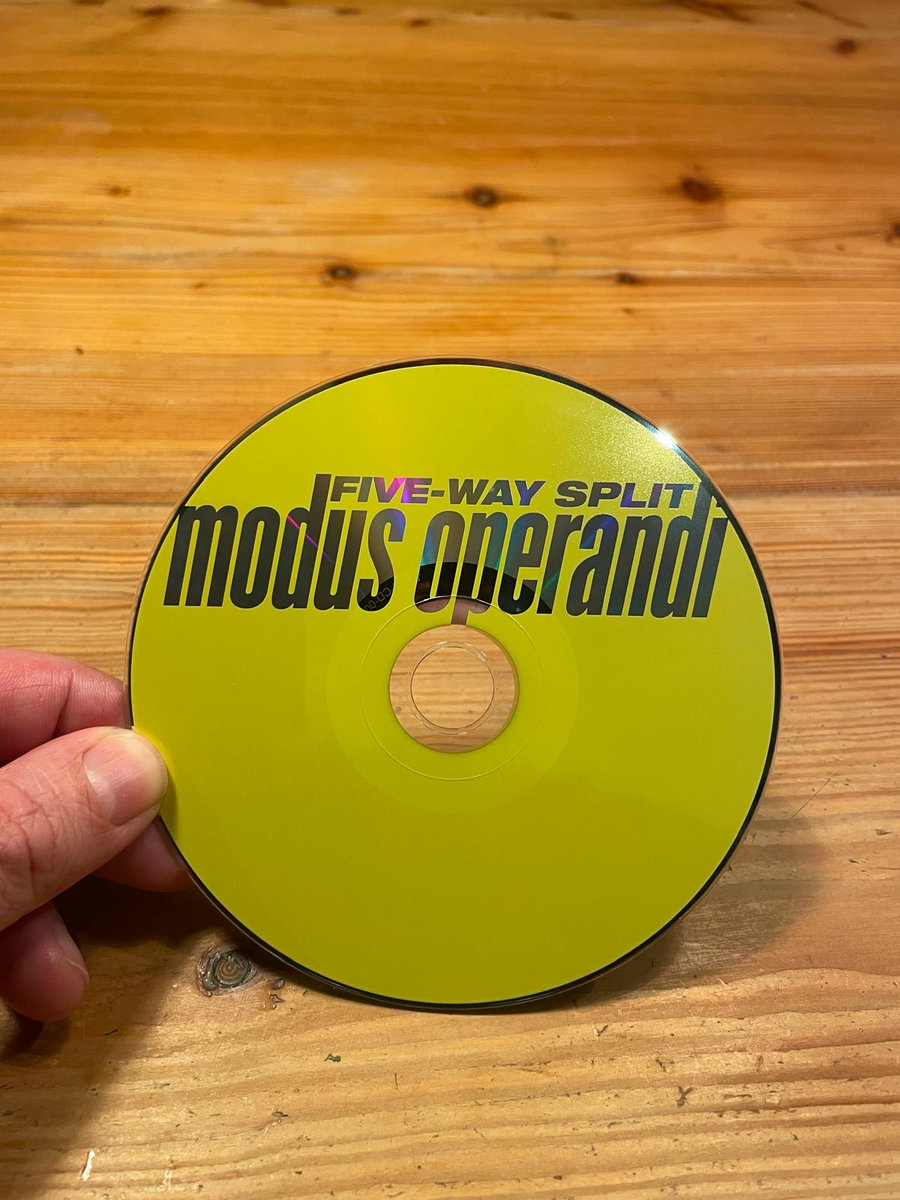 FIVE-WAY SPLIT
modus operandi